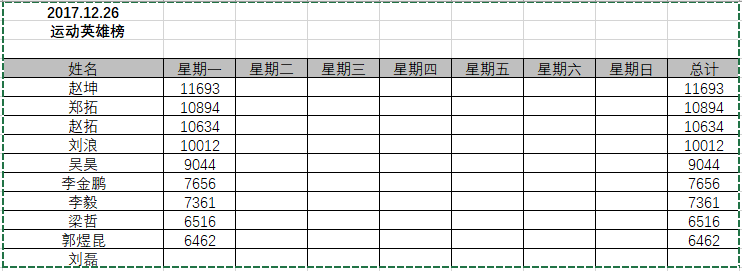 2017.12.26
运动英雄榜
姓名 星期一 星期二 星期三 星期四 星期五 星期六 星期日 总计
赵坤 11693 11693
郑拓 10894 10894
赵拓 10634 10634
刘浪 10012 10012
吴昊 9044 9044
李金鹏 7656 7656
李毅 7361 7361
梁哲 6516 6516
郭煜昆 6462 6462
刘磊